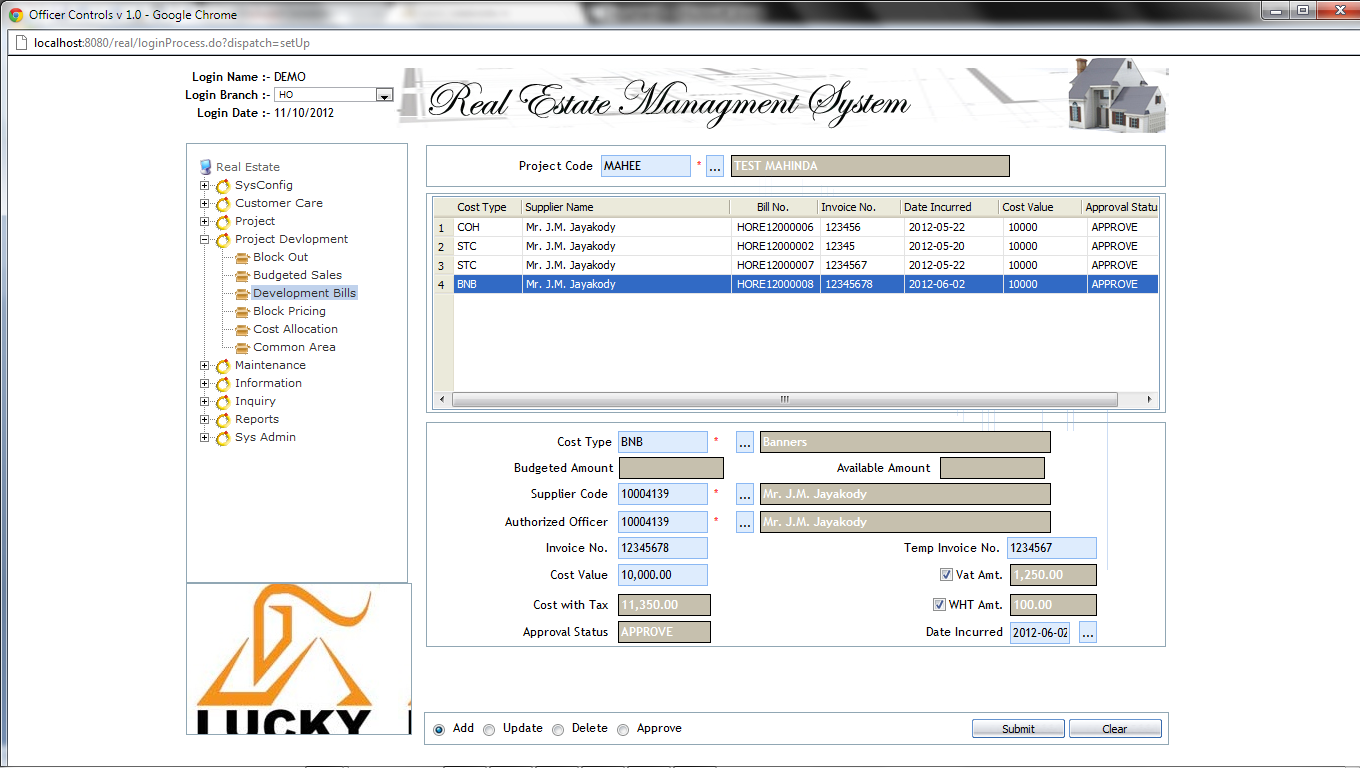 Officer Controls v 1.0 - Google Chrome
localhost:8080/real/loginProcess.do?dispatch=setUp
Login Name :- DEMO
Login Branch :- HO
Login Date :- 11/10/2012
Real Estate Managment System
Real Estate
SysConfig
Customer Care
Project
Project Devlopment
Block Out
Budgeted Sales
Development Bills
Block Pricing
Cost Allocation
Common Area
Maintenance
Information
Inquiry
Reports
Sys Admin
LUCKY
Project Code MAHEE * ... TEST MAHINDA
Cost Type Supplier Name Bill No. Invoice No. Date Incurred Cost Value Approval Statu
1 COH Mr. J.M. Jayakody HORE12000006 123456 2012-05-22 10000 APPROVE
2 STC Mr. J.M. Jayakody HORE12000002 12345 2012-05-20 10000 APPROVE
3 STC Mr. J.M. Jayakody HORE12000007 1234567 2012-05-22 10000 APPROVE
4 BNB Mr. J.M. Jayakody HORE12000008 12345678 2012-06-02 10000 APPROVE
Cost Type BNB * ... Banners
Budgeted Amount Available Amount
Supplier Code 10004139 * ... Mr. J.M. Jayakody
Authorized Officer 10004139 * ... Mr. J.M. Jayakody
Invoice No. 12345678 Temp Invoice No. 1234567
Cost Value 10,000.00 Vat Amt. 1,250.00
Cost with Tax 11,350.00 WHT Amt. 100.00
Approval Status APPROVE Date Incurred 2012-06-02 ...
Add Update Delete Approve Submit Clear